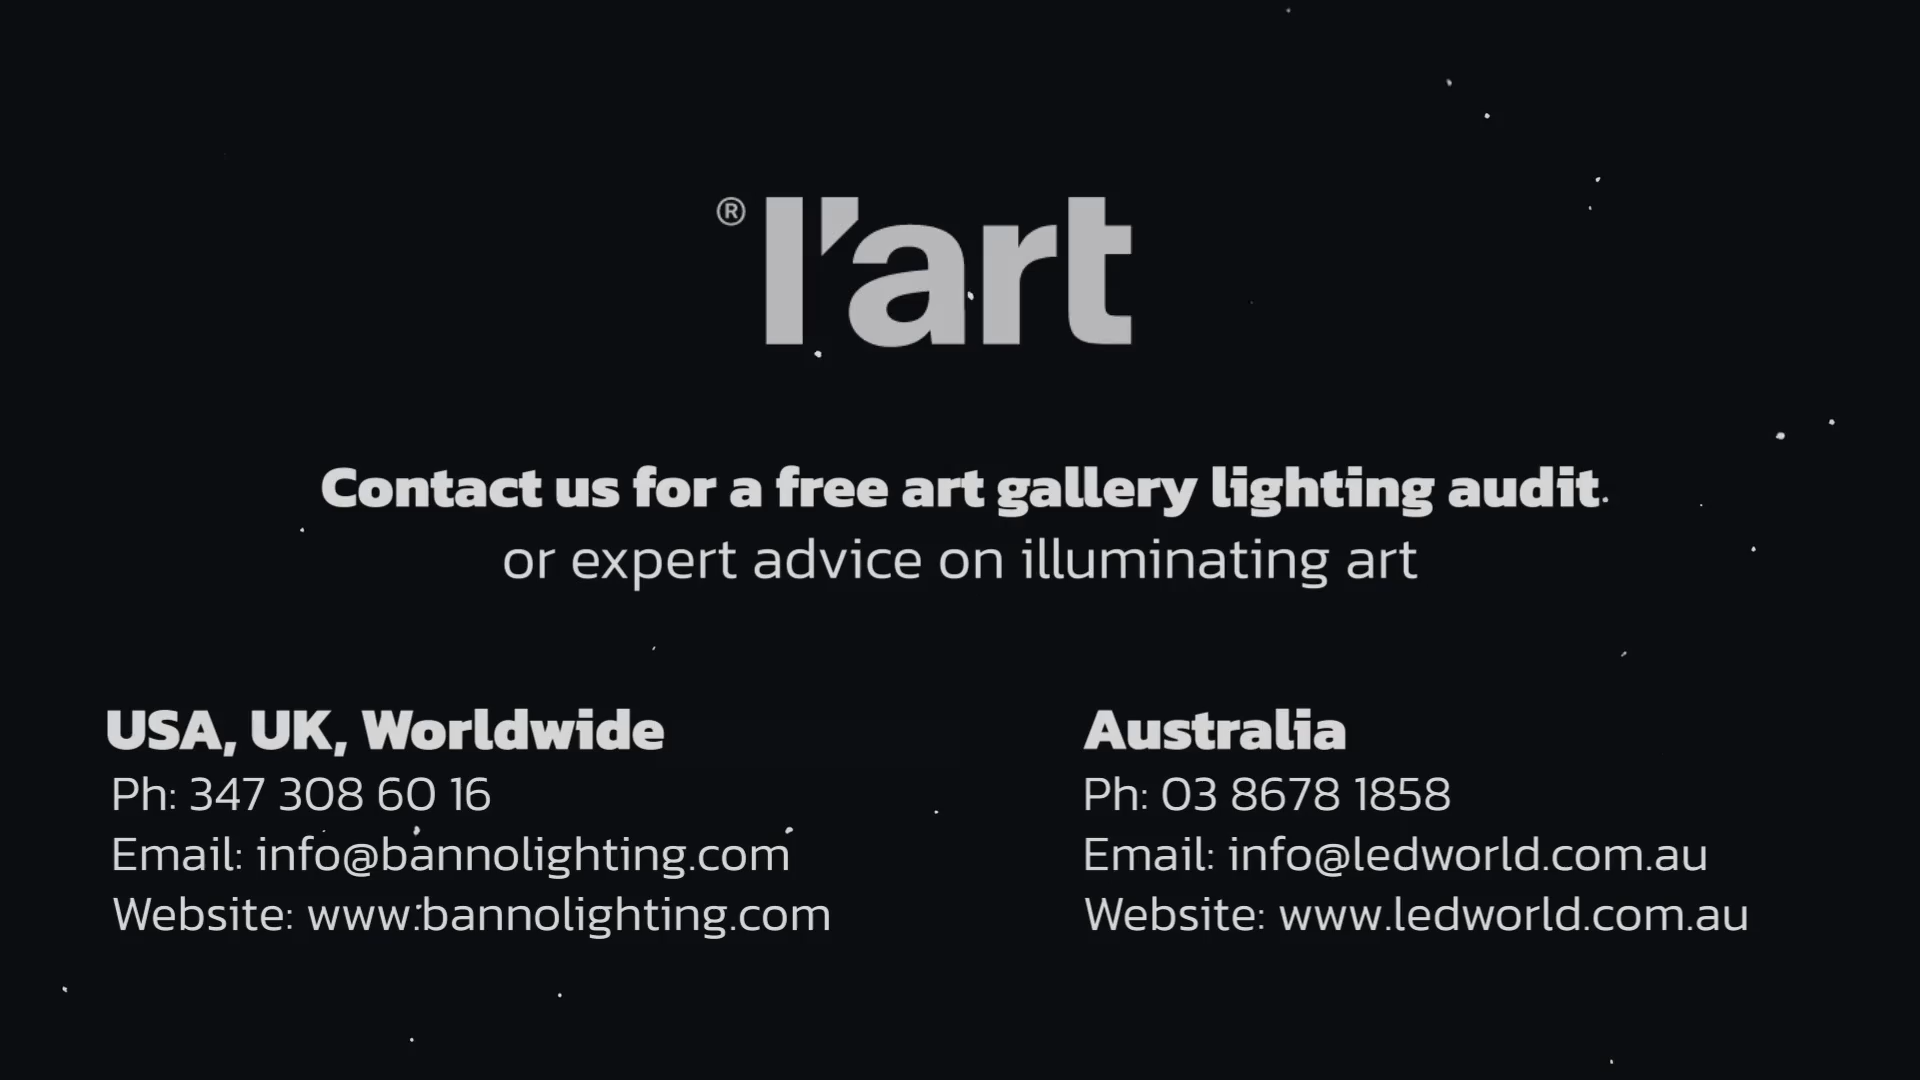 ® l'art
Contact us for a free art gallery lighting audit.
or expert advice on illuminating art
USA, UK, Worldwide
Ph: 347 308 60 16
Email: info@bannolighting.com
Website: www.bannolighting.com
Australia
Ph: 03 8678 1858
Email: info@ledworld.com.au
Website: www.ledworld.com.au